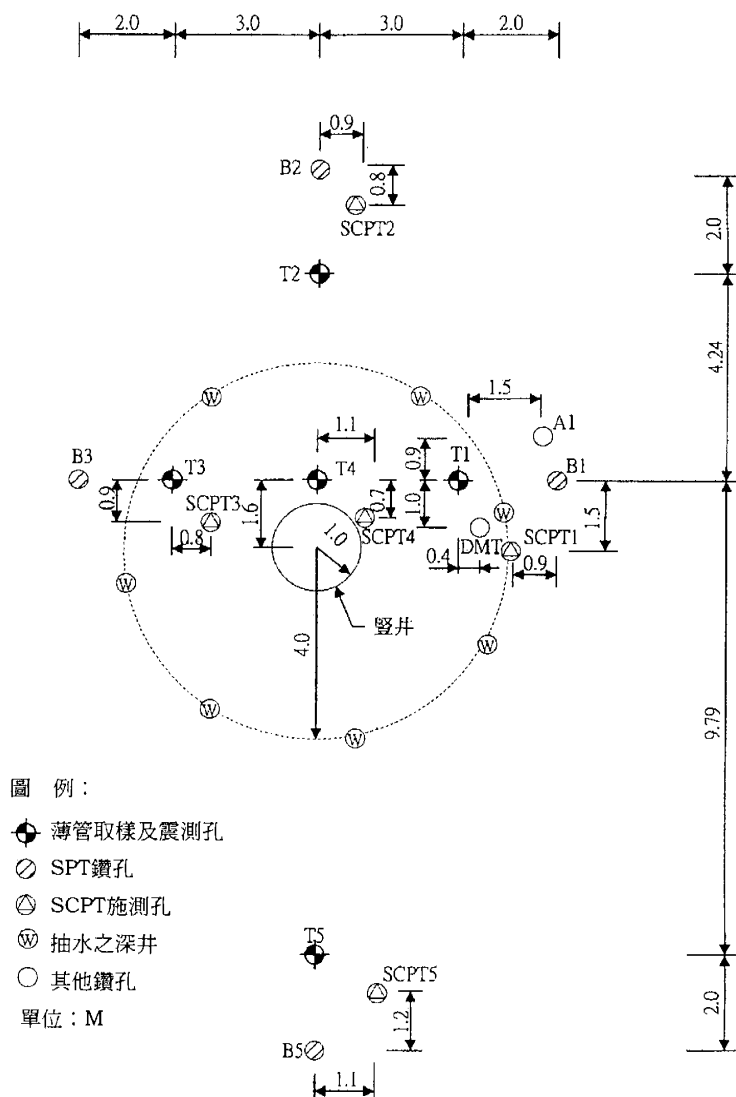 2.0 3.0 3.0 2.0
0.9
B2
0.8
SCPT2
2.0
T2
4.24
W
W
1.5
A1
1.1
0.9
B3
T3
T4
T1
B1
0.9
SCPT3
1.6
0.7
SCPT4
1.0
W
DMT
SCPT1
1.5
0.8
1.0
0.4
0.9
W
豎井
4.0
W
9.79
W
W
圖 例：
薄管取樣及震測孔
SPT鑽孔
SCPT施測孔
W 抽水之深井
其他鑽孔
單位：M
T5
SCPT5
1.2
2.0
B5
1.1